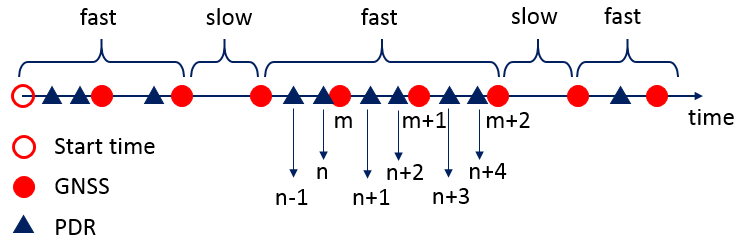 fast slow fast slow fast
m m+1 m+2 time
n-1 n n+1 n+2 n+3 n+4
Start time
GNSS
PDR